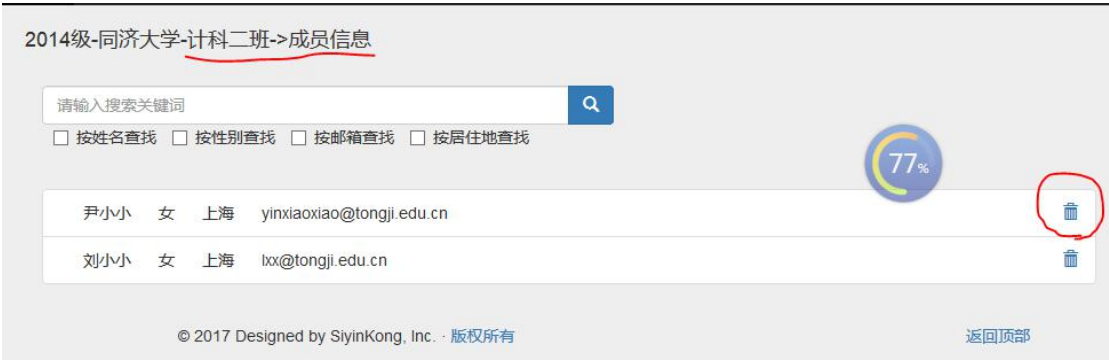 2014级-同济大学-计科二班->成员信息
请输入搜索关键词
按姓名查找 按性别查找 按邮箱查找 按居住地查找
77%
尹小小 女 上海 yinxiaoxiao@tongji.edu.cn
刘小小 女 上海 lxx@tongji.edu.cn
© 2017 Designed by SiyinKong, Inc. · 版权所有 返回顶部